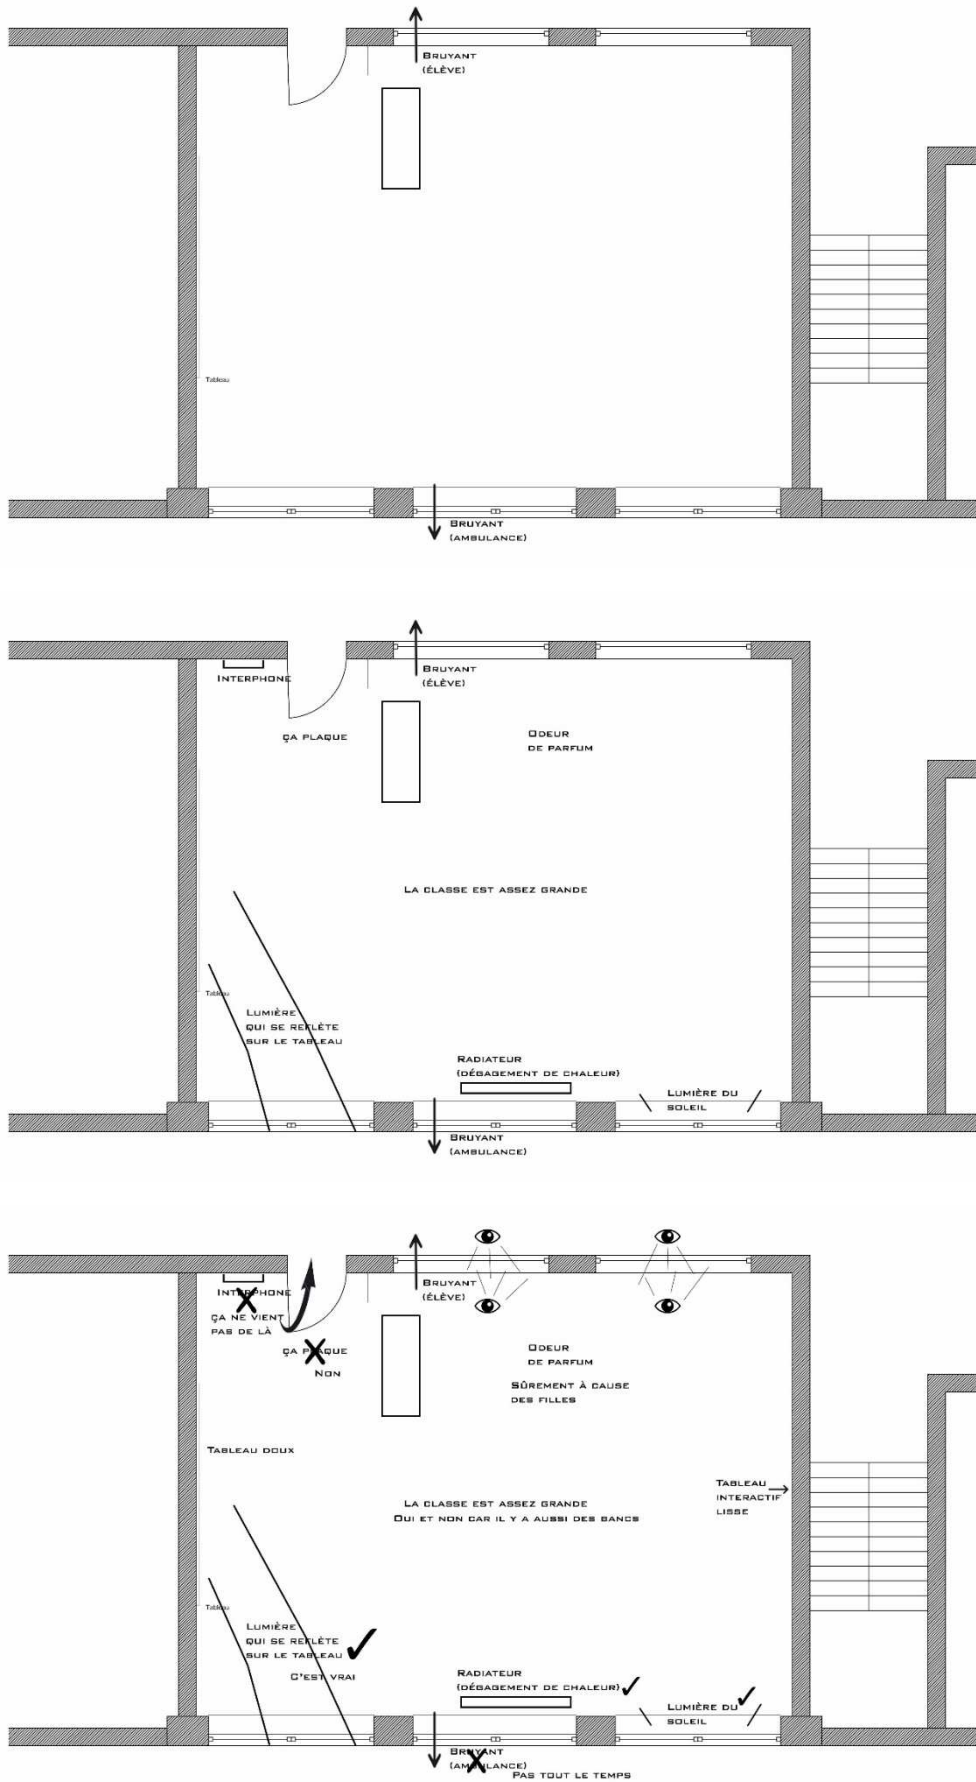 BRUYANT
(ÉLÈVE)
Tableau
BRUYANT
(AMBULANCE)
INTERPHONE
BRUYANT
(ÉLÈVE)
ÇA PLAQUE
ODEUR
DE PARFUM
LA CLASSE EST ASSEZ GRANDE
Tableau
LUMIÈRE
QUI SE REFLÈTE
SUR LE TABLEAU
RADIATEUR
(DÉGAGEMENT DE CHALEUR)
LUMIÈRE DU
SOLEIL
BRUYANT
(AMBULANCE)
INTERPHONE
ÇA NE VIENT
PAS DE LÀ
BRUYANT
(ÉLÈVE)
ÇA PLAQUE
NON
ODEUR
DE PARFUM
SÛREMENT À CAUSE
DES FILLES
TABLEAU DOUX
TABLEAU
INTERACTIF
LISSE
LA CLASSE EST ASSEZ GRANDE
OUI ET NON CAR IL Y A AUSSI DES BANCS
Tableau
LUMIÈRE
QUI SE REFLÈTE
SUR LE TABLEAU
C'EST VRAI
RADIATEUR
(DÉGAGEMENT DE CHALEUR)
LUMIÈRE DU
SOLEIL
BRUYANT
(AMBULANCE)
PAS TOUT LE TEMPS